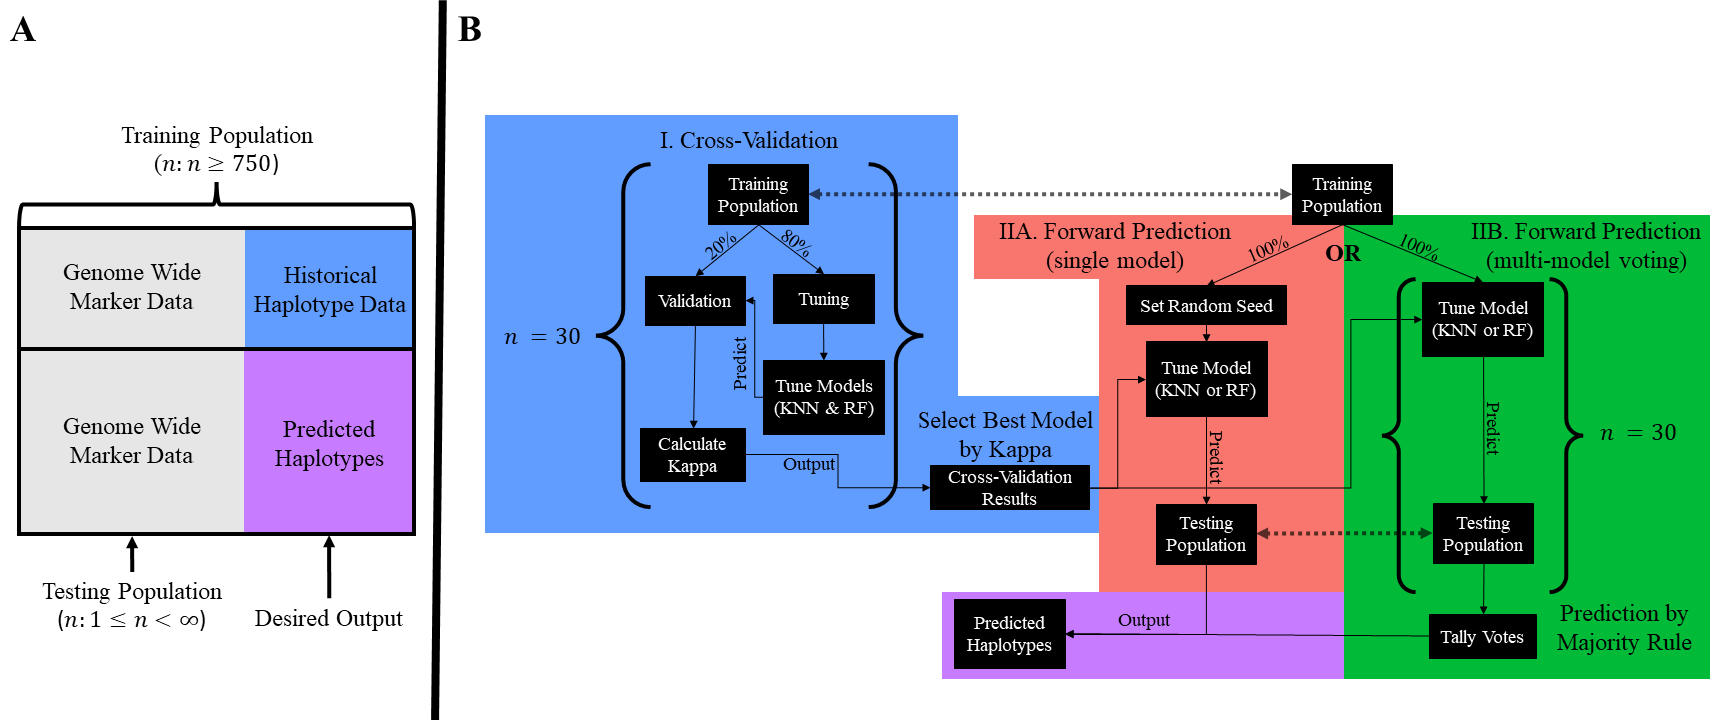 A
Training Population
(n: n ≥ 750)
Genome Wide
Marker Data
Historical
Haplotype Data
Genome Wide
Marker Data
Predicted
Haplotypes
Testing Population
(n: 1 ≤ n < ∞)
Desired Output
B
I. Cross-Validation
Training
Population
20%
80%
Validation
Tuning
n = 30
Predict
Tune Models
(KNN & RF)
Calculate
Kappa
Output
Select Best Model
by Kappa
Cross-Validation
Results
Training
Population
IIA. Forward Prediction
(single model)
100%
OR
100%
IIB. Forward Prediction
(multi-model voting)
Set Random Seed
Tune Model
(KNN or RF)
Predict
Testing
Population
Tune Model
(KNN or RF)
Predict
n = 30
Testing
Population
Predicted
Haplotypes
Output
Tally Votes
Prediction by
Majority Rule